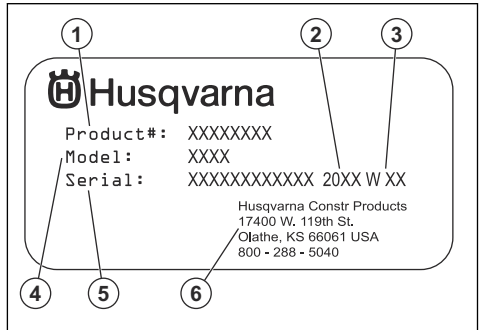 1
2
3
Husqvarna
Product#: XXXXXXXX
Model: XXXX
Serial: XXXXXXXXXXXX 20XX W XX
Husqvarna Constr Products
17400 W. 119th St.
Olathe, KS 66061 USA
800 - 288 - 5040
4
5
6